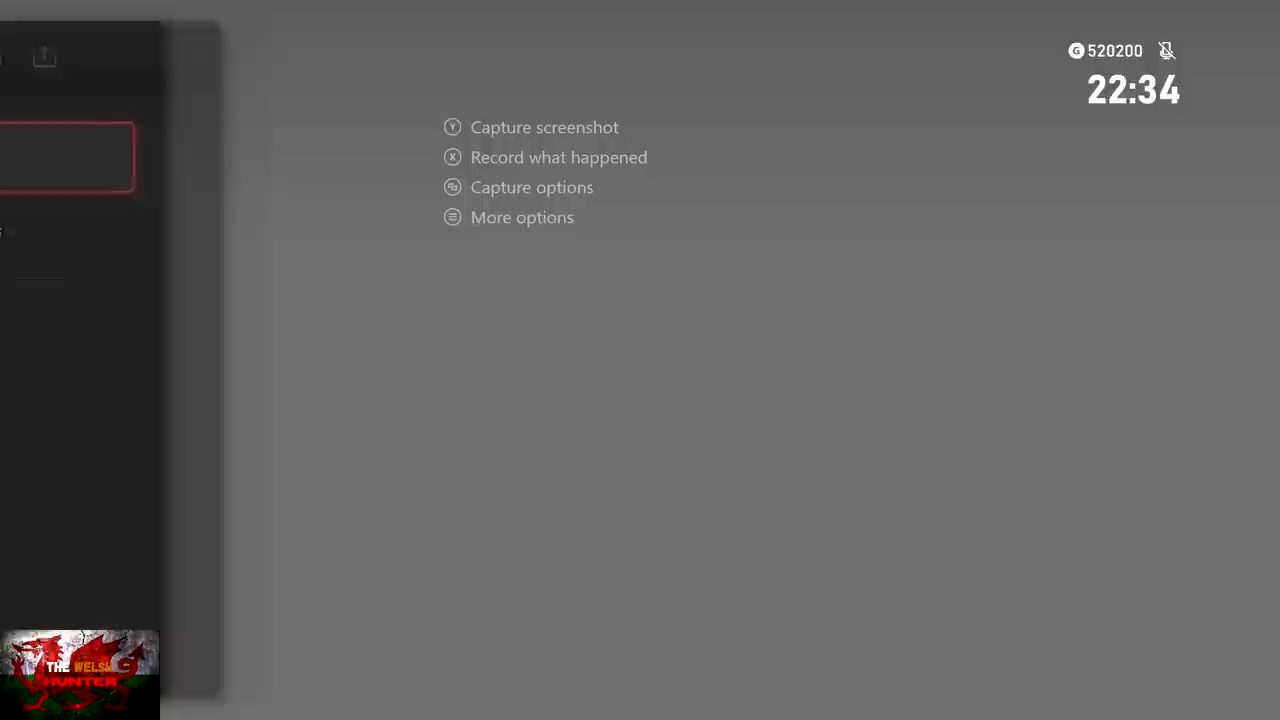 520200
22:34
Capture screenshot
Record what happened
Capture options
More options
THE WELSH
HUNTER